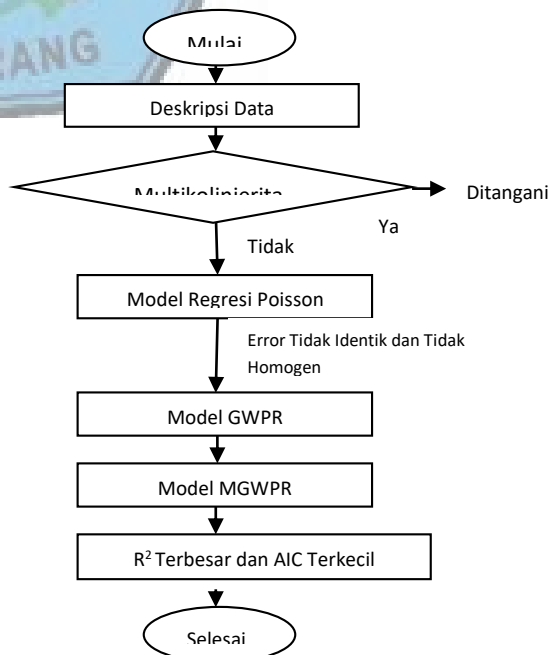 RANG
Mulai
Deskripsi Data
Multikolinierita
Ditangani
Ya
Tidak
Model Regresi Poisson
Error Tidak Identik dan Tidak
Homogen
Model GWPR
Model MGWPR
R² Terbesar dan AIC Terkecil
Selesai